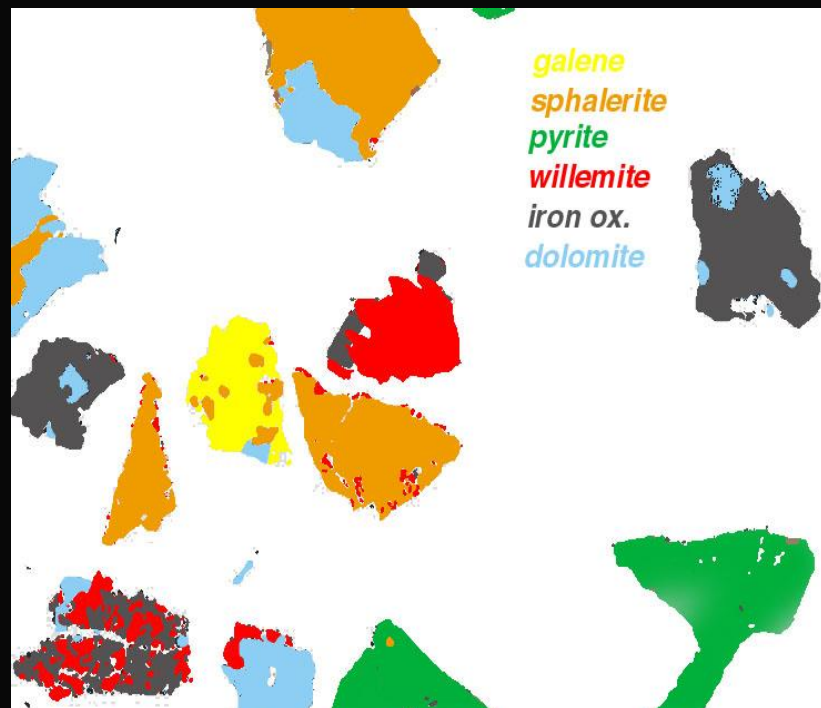 galene
sphalerite
pyrite
willemite
iron ox.
dolomite